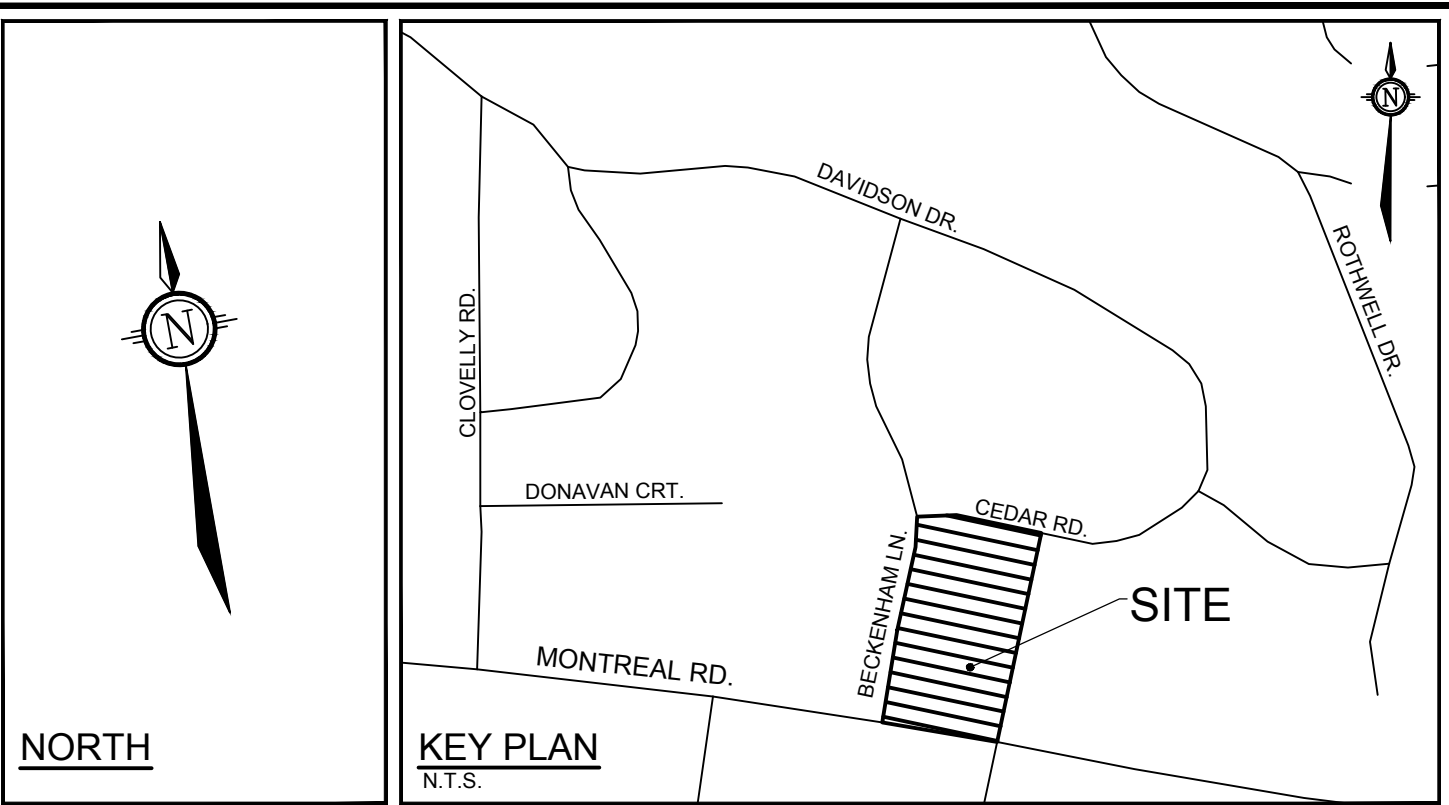 N
NORTH
N
DAVIDSON DR.
ROTHWELL DR.
CLOVELLY RD.
DONAVAN CRT.
CEDAR RD.
BECKENHAM LN.
SITE
MONTREAL RD.
KEY PLAN
N.T.S.